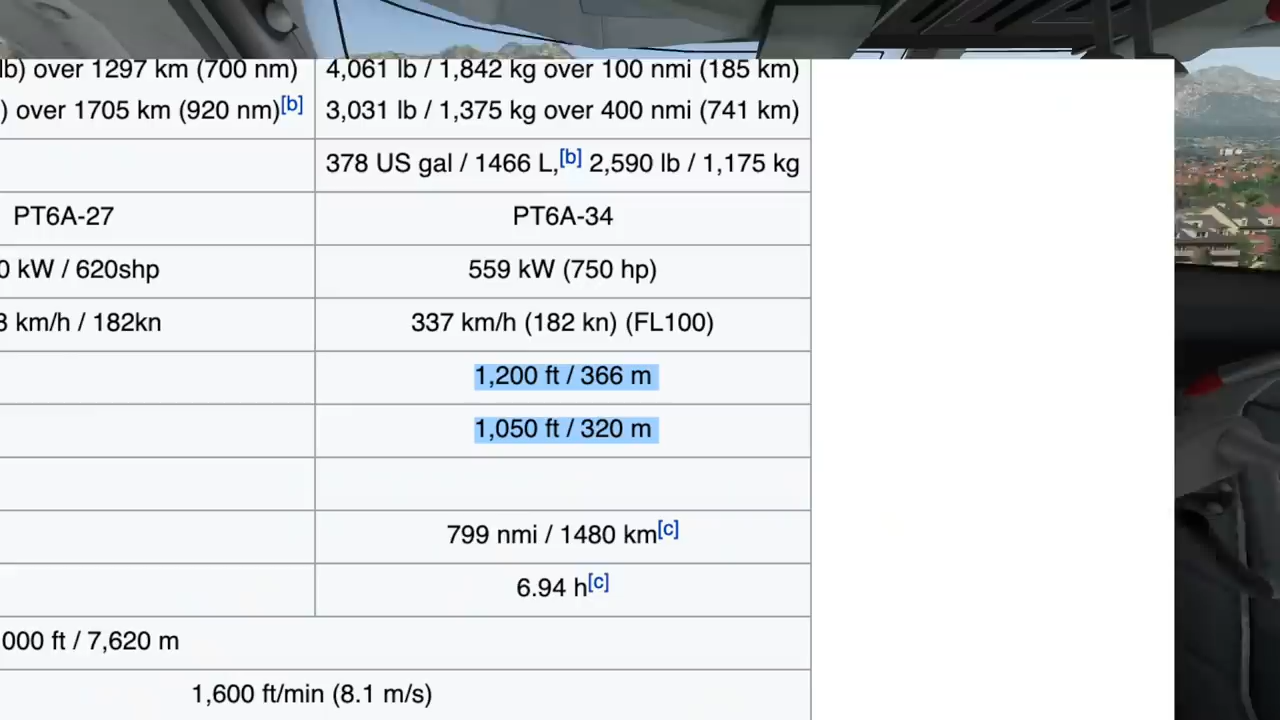 lb) over 1297 km (700 nm)
4,061 lb / 1,842 kg over 100 nmi (185 km)
) over 1705 km (920 nm)[b]
3,031 lb / 1,375 kg over 400 nmi (741 km)
378 US gal / 1466 L,[b] 2,590 lb / 1,175 kg
PT6A-27
PT6A-34
0 kW / 620shp
559 kW (750 hp)
8 km/h / 182kn
337 km/h (182 kn) (FL100)
1,200 ft / 366 m
1,050 ft / 320 m
799 nmi / 1480 km[c]
6.94 h[c]
000 ft / 7,620 m
1,600 ft/min (8.1 m/s)